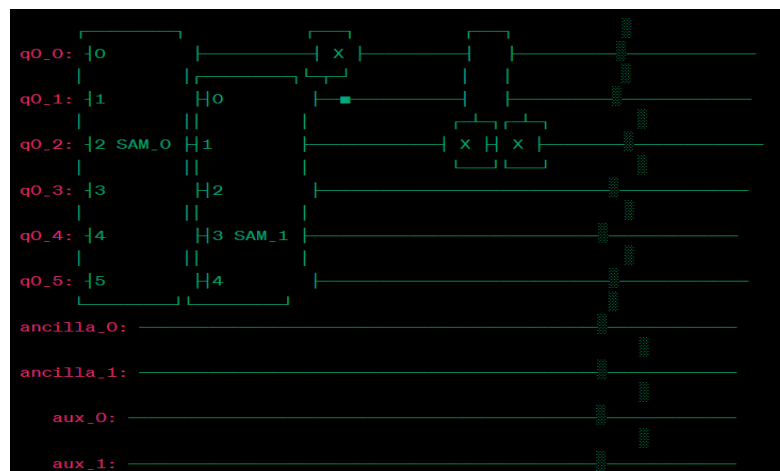 q0_0: 0 X
q0_1: 1 0
q0_2: 2 SAM_0 1 X X
q0_3: 3 2
q0_4: 4 3 SAM_1
q0_5: 5 4
ancilla_0:
ancilla_1:
aux_0:
aux_1: